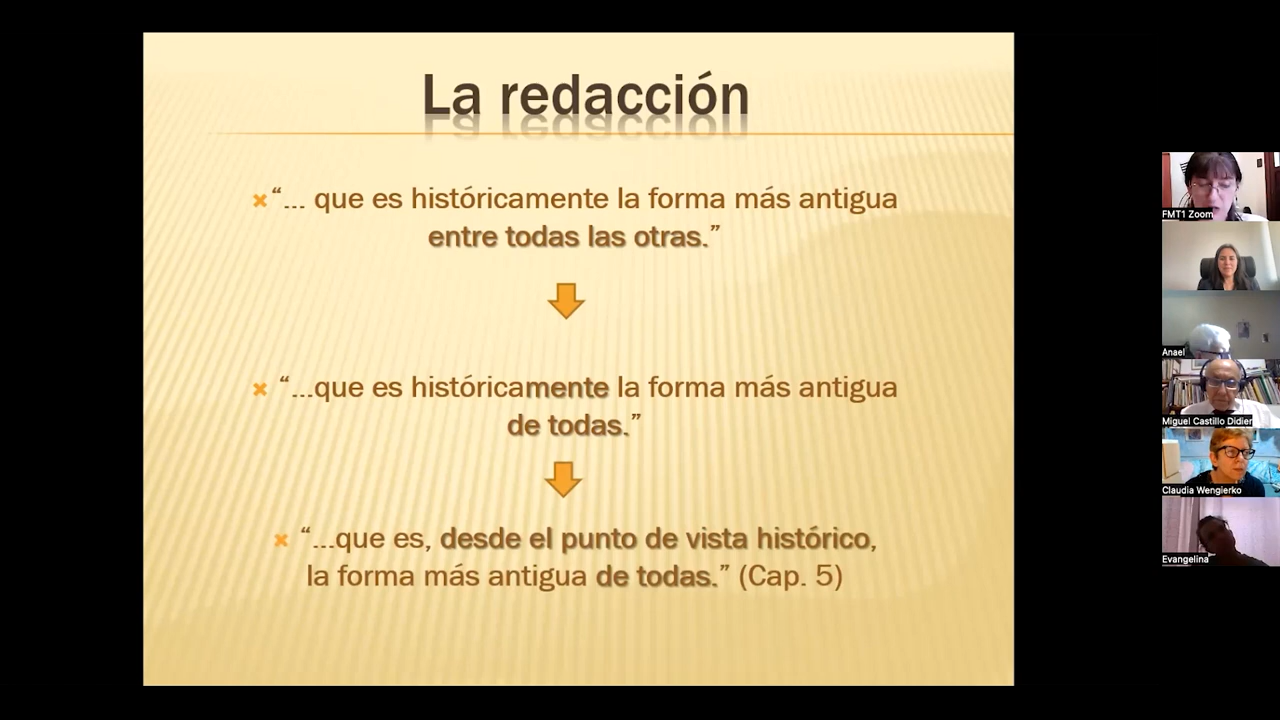 La redacción
“... que es históricamente la forma más antigua
entre todas las otras.”
“...que es históricamente la forma más antigua
de todas.”
“...que es, desde el punto de vista histórico,
la forma más antigua de todas.” (Cap. 5)
FMT1 Zoom
Anael
Miguel Castillo Didier
Claudia Wengierko
Evangelina